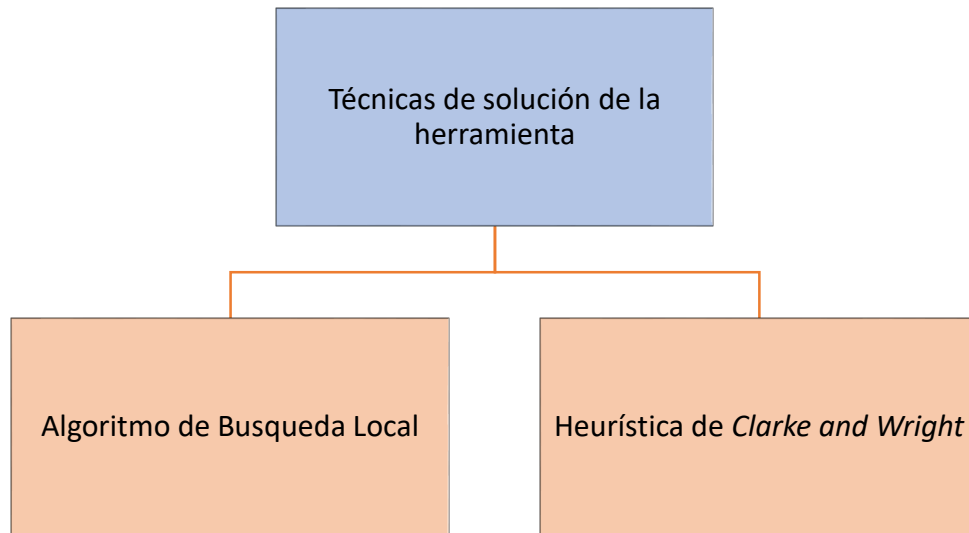 Técnicas de solución de la
herramienta
Algoritmo de Busqueda Local
Heurística de Clarke and Wright